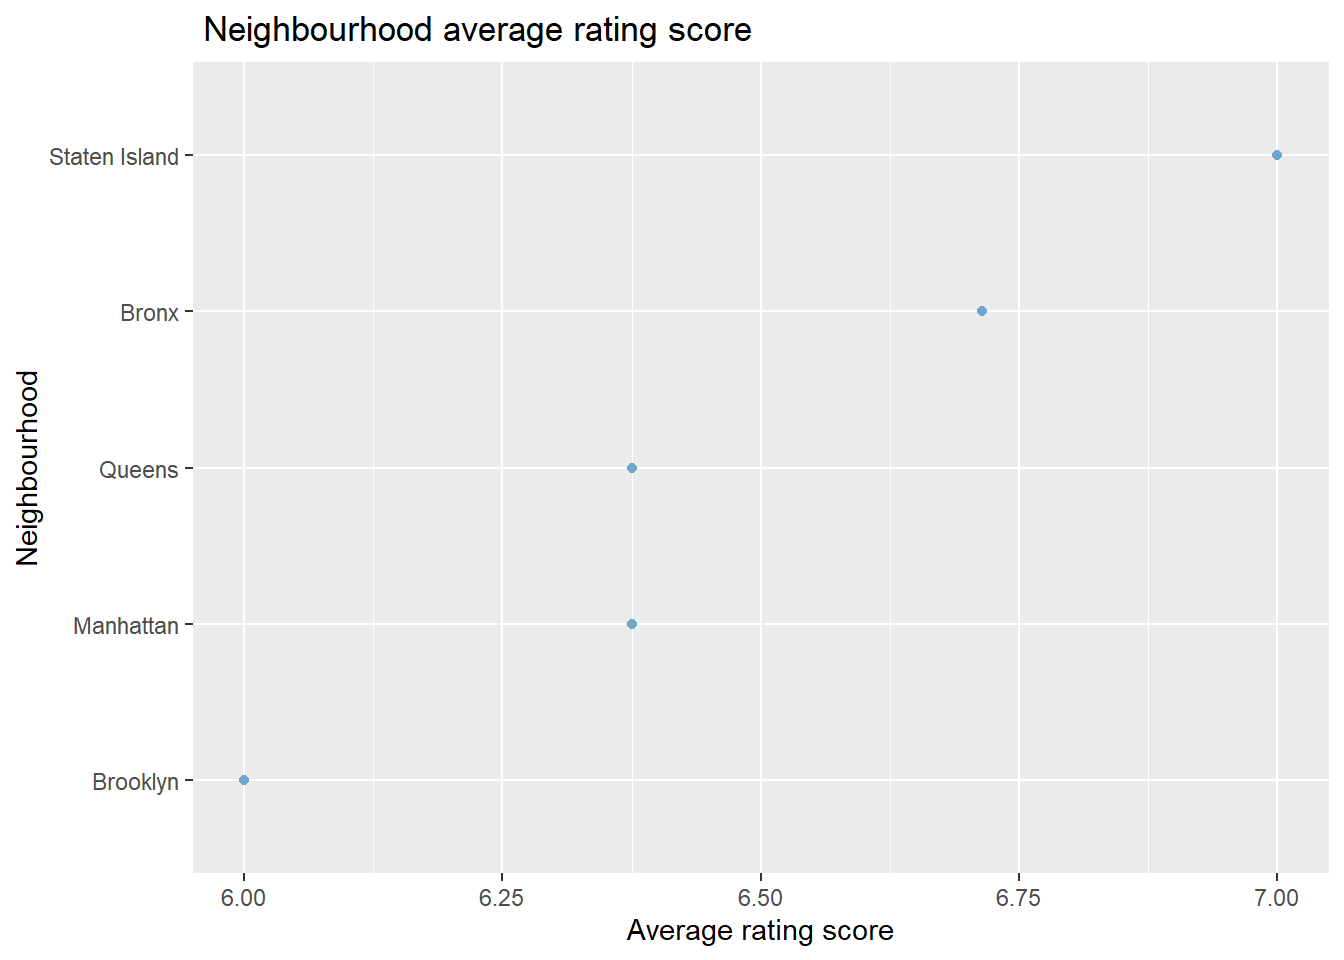 Neighbourhood average rating score
Staten Island
Bronx
Queens
Manhattan
Brooklyn
Neighbourhood
6.00 6.25 6.50 6.75 7.00
Average rating score